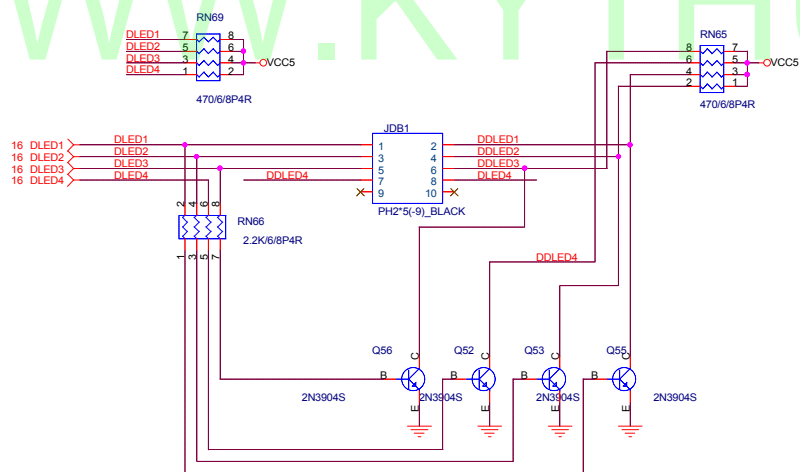 WWW.KYTH
RN69
DLED1 7 8
DLED2 5 6
DLED3 3 4 VCC5
DLED4 1 2
470/6/8P4R
RN65
8 7
6 5 VCC5
4 3
2 1
470/6/8P4R
JDB1
16 DLED1 DLED1 1 2 DDLED1
16 DLED2 DLED2 3 4 DDLED2
16 DLED3 DLED3 5 6 DDLED3
16 DLED4 DLED4 DDLED4 7 8 DLED4
9 10
PH2*5(-9)_BLACK
2 4 6 8
RN66
2.2K/6/8P4R
1 3 5 7
DDLED4
Q56 C Q52 C Q53 C Q55 C
B B B B
2N3904S E 2N3904S E 2N3904S E E 2N3904S